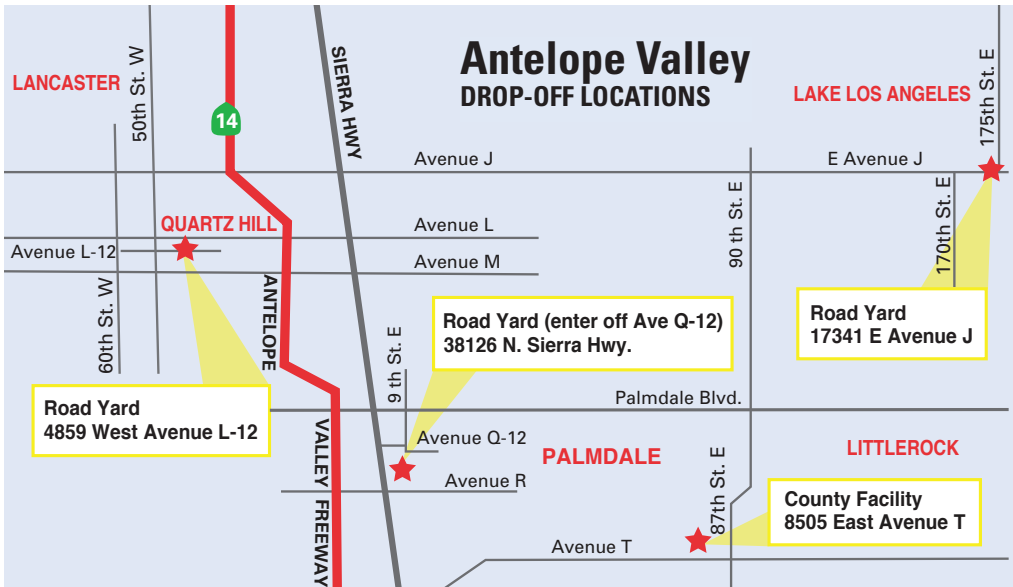 Antelope Valley
DROP-OFF LOCATIONS
LANCASTER
50th St. W
14
SIERRA HWY
LAKE LOS ANGELES
175th St. E
Avenue J
E Avenue J
QUARTZ HILL
Avenue L
Avenue L-12
Avenue M
90 th St. E
170th St. E
60th St. W
ANTELOPE
VALLEY FREEWAY
9 th St. E
Road Yard (enter off Ave Q-12)
38126 N. Sierra Hwy.
Road Yard
17341 E Avenue J
Road Yard
4859 West Avenue L-12
Palmdale Blvd.
Avenue Q-12
PALMDALE
LITTLEROCK
Avenue R
87th St. E
County Facility
8505 East Avenue T
Avenue T